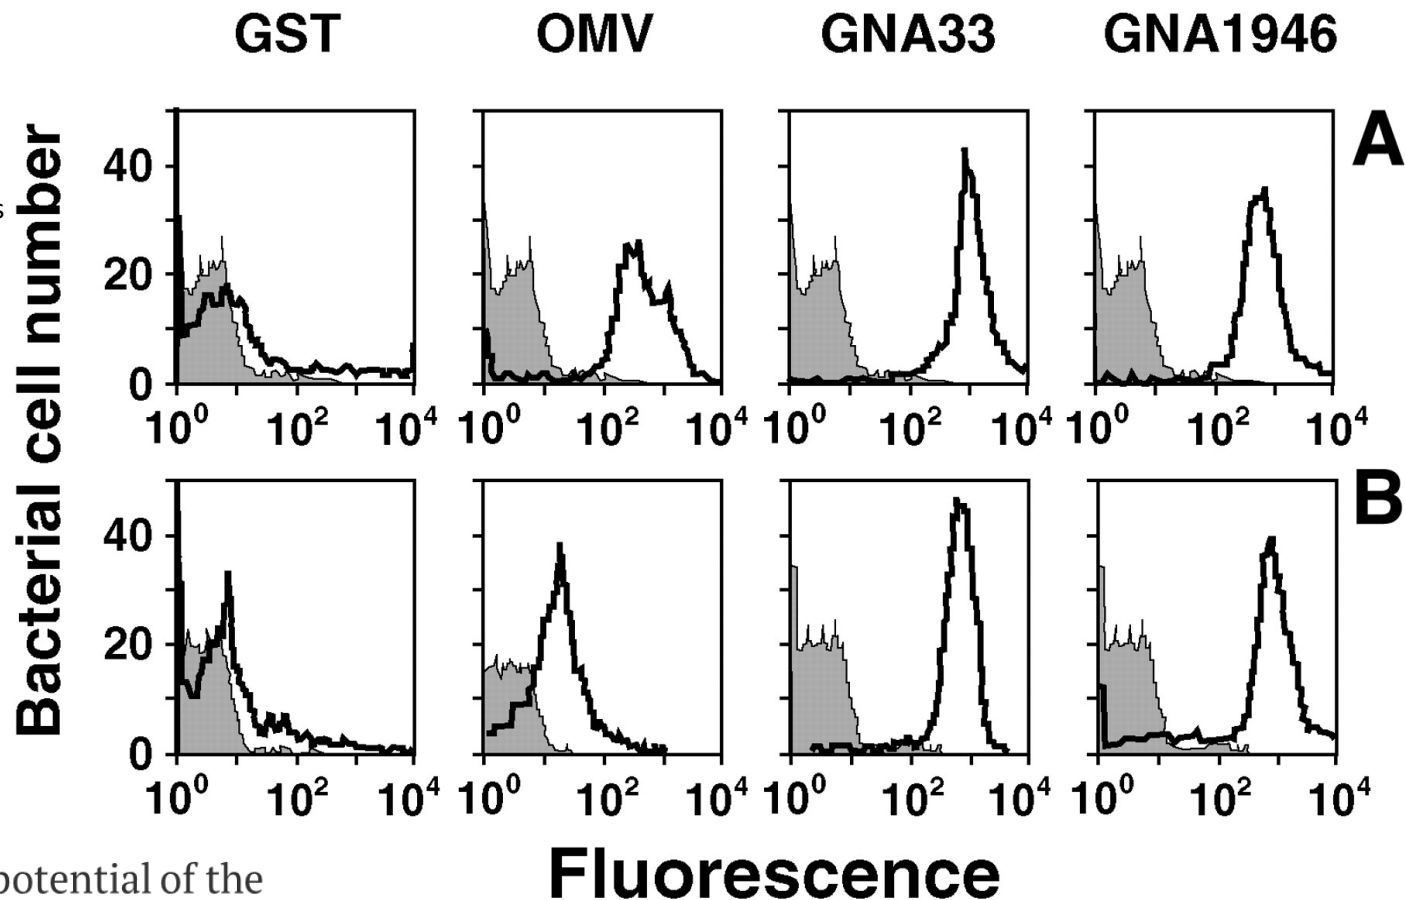 GST OMV GNA33 GNA1946
A
Bacterial cell number
40
20
0
10⁰ 10² 10⁴ 10⁰ 10² 10⁴ 10⁰ 10² 10⁴ 10⁰ 10² 10⁴
B
40
20
0
10⁰ 10² 10⁴ 10⁰ 10² 10⁴ 10⁰ 10² 10⁴ 10⁰ 10² 10⁴
Fluorescence
potential of the